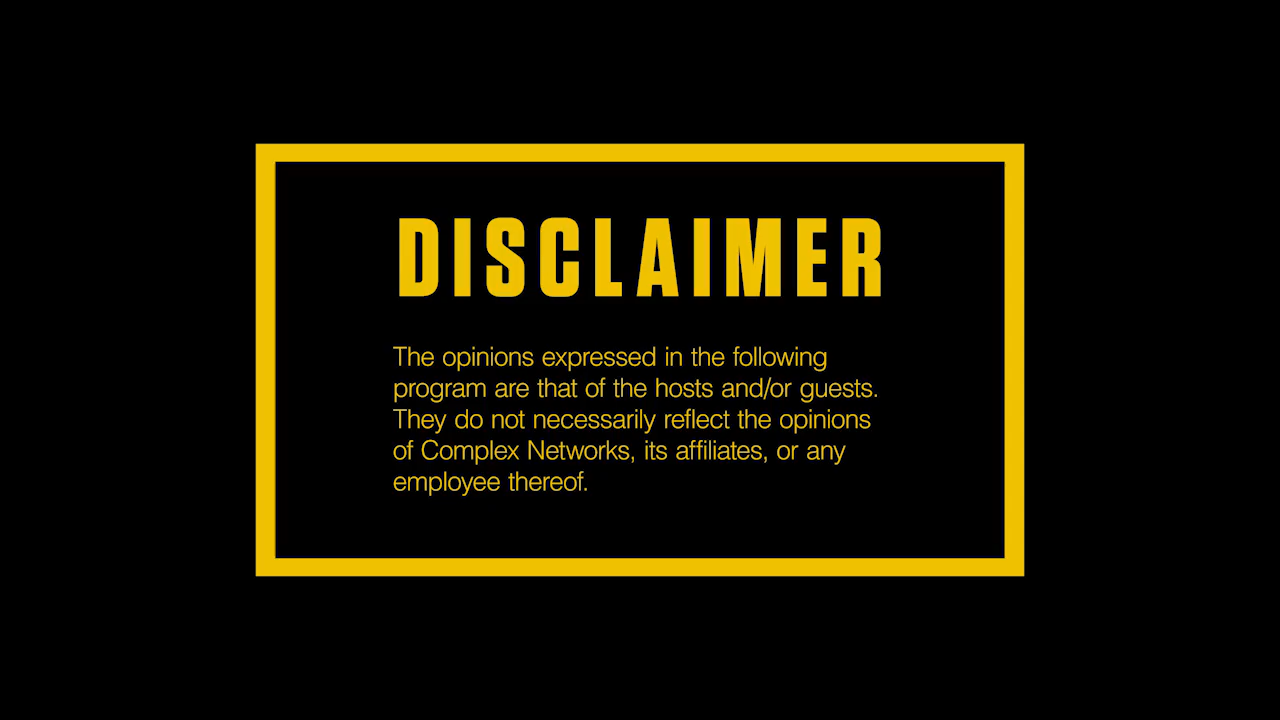 DISCLAIMER
The opinions expressed in the following
program are that of the hosts and/or guests.
They do not necessarily reflect the opinions
of Complex Networks, its affiliates, or any
employee thereof.